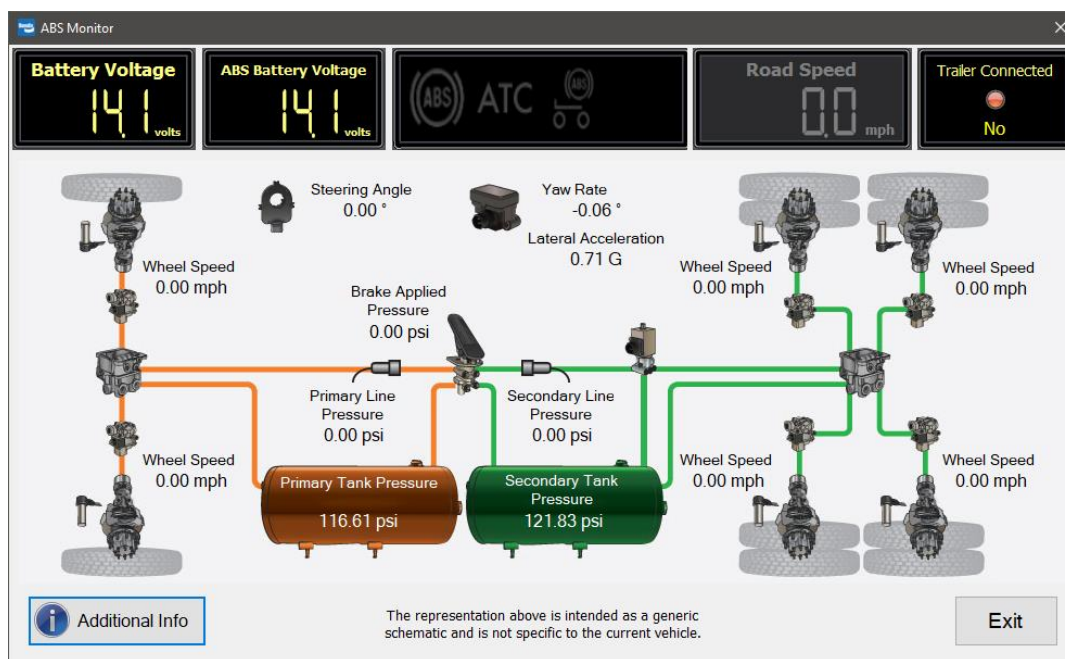 ABS Monitor
Battery Voltage
14.1 volts
ABS Battery Voltage
14.1 volts
(ABS) ATC (ABS)
Road Speed
0.0 mph
Trailer Connected
No
Steering Angle
0.00 °
Yaw Rate
-0.06 °
Lateral Acceleration
0.71 G
Wheel Speed
0.00 mph
Brake Applied
Pressure
0.00 psi
Wheel Speed
0.00 mph
Wheel Speed
0.00 mph
Primary Line
Pressure
0.00 psi
Secondary Line
Pressure
0.00 psi
Wheel Speed
0.00 mph
Primary Tank Pressure
116.61 psi
Secondary Tank
Pressure
121.83 psi
Wheel Speed
0.00 mph
Wheel Speed
0.00 mph
Additional Info
The representation above is intended as a generic
schematic and is not specific to the current vehicle.
Exit